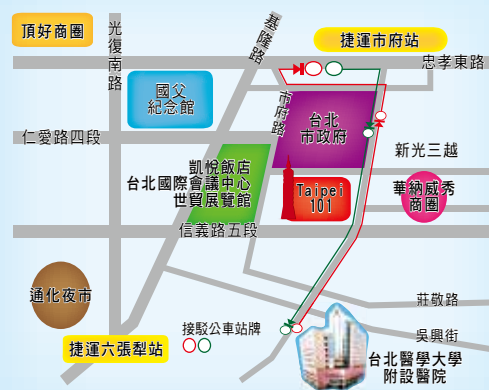 頂好商圈
光復南路
基隆路
捷運市府站
忠孝東路
國父
紀念館
市府路
台北
市政府
仁愛路四段
新光三越
凱悅飯店
台北國際會議中心
世貿展覽館
Taipei
101
華納威秀
商圈
信義路五段
通化夜市
莊敬路
捷運六張犁站
接駁公車站牌
吳興街
台北醫學大學
附設醫院